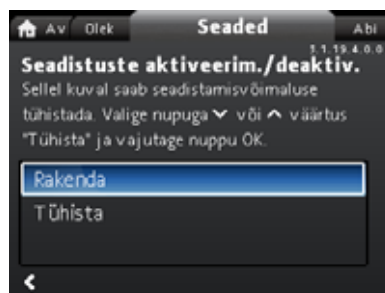 Av Olek Seaded Abi
1.1.19.4.0.0
Seadistuste aktiveerim./deaktiv.
Sellel kuval saab seadistamisvõimaluse
tühistada. Valige nupuga või väärtus
"Tühista" ja vajutage nuppu OK.
Rakenda
Tühista